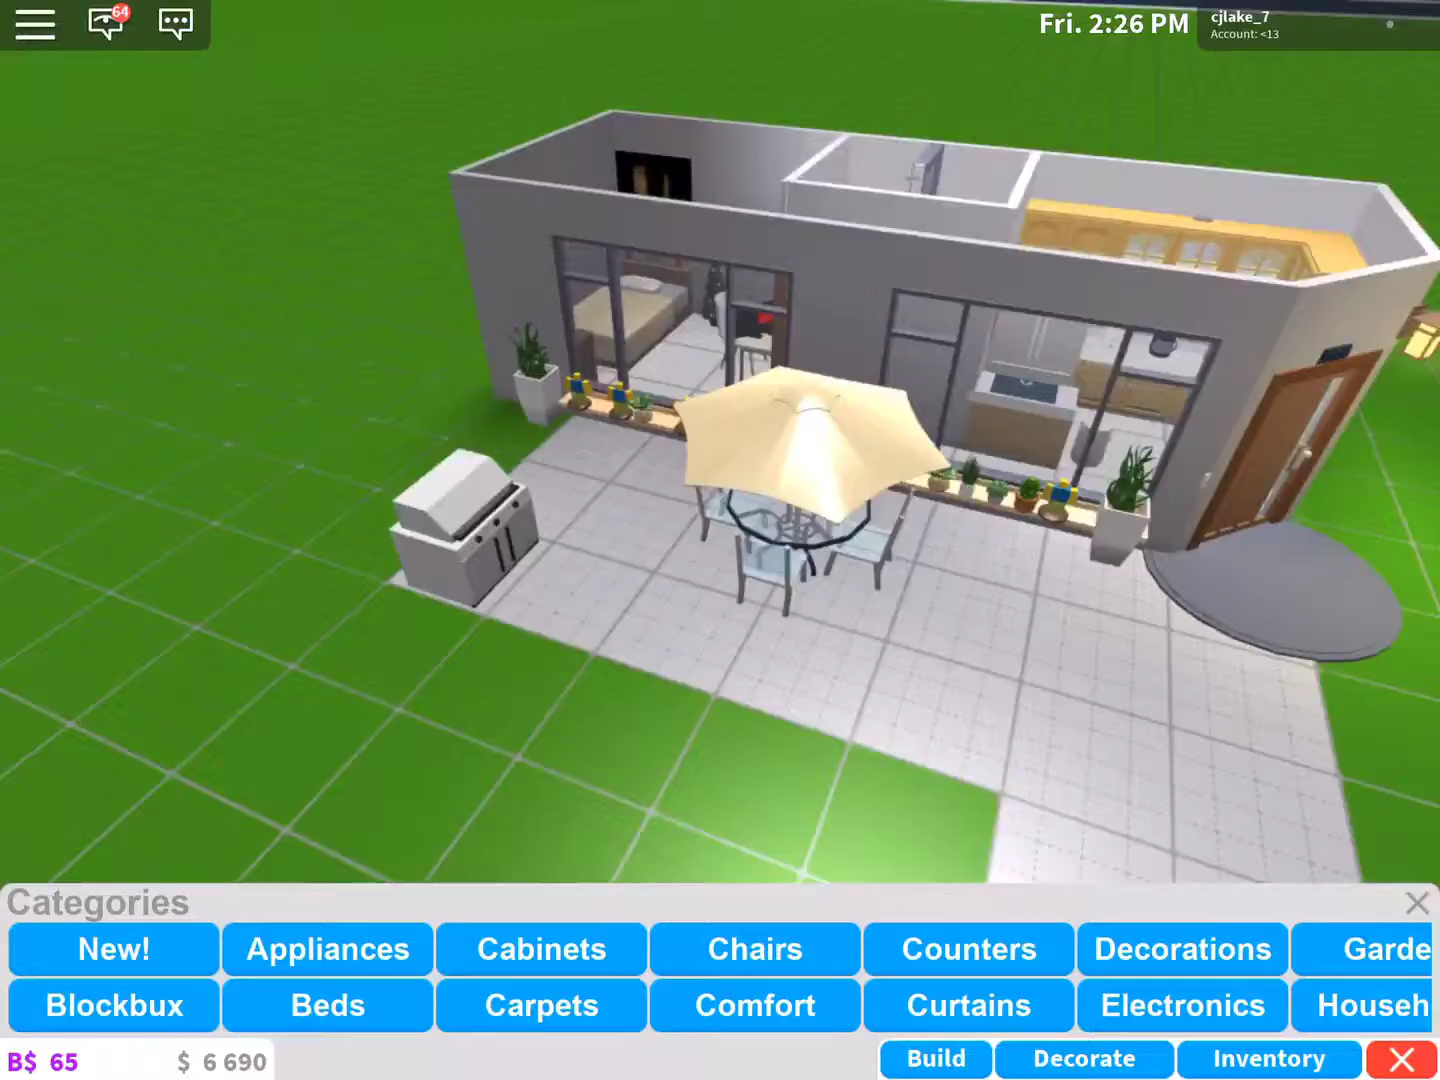 64
Fri. 2:26 PM
cjlake_7
Account: <13
Categories
New! Appliances Cabinets Chairs Counters Decorations Garde
Blockbux Beds Carpets Comfort Curtains Electronics Househ
B$ 65 $ 6 690 Build Decorate Inventory